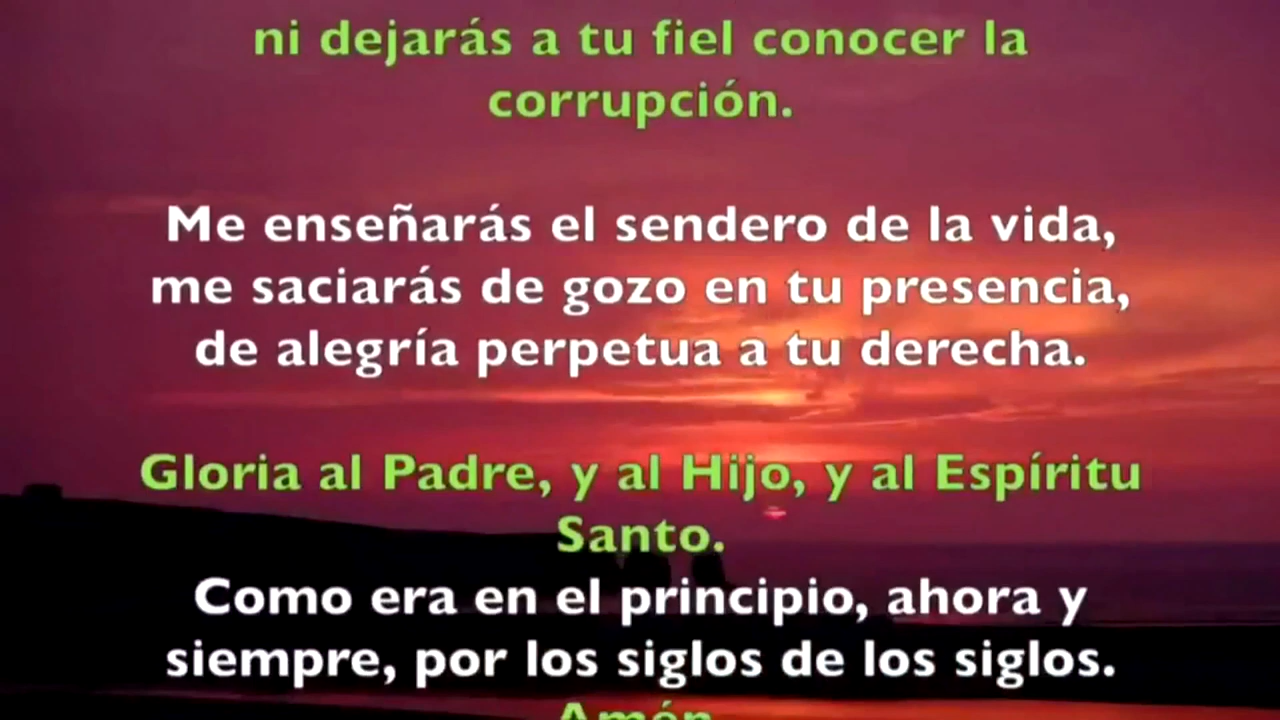 ni dejarás a tu fiel conocer la
corrupción.
Me enseñarás el sendero de la vida,
me saciarás de gozo en tu presencia,
de alegría perpetua a tu derecha.
Gloria al Padre, y al Hijo, y al Espíritu
Santo.
Como era en el principio, ahora y
siempre, por los siglos de los siglos.
Amén